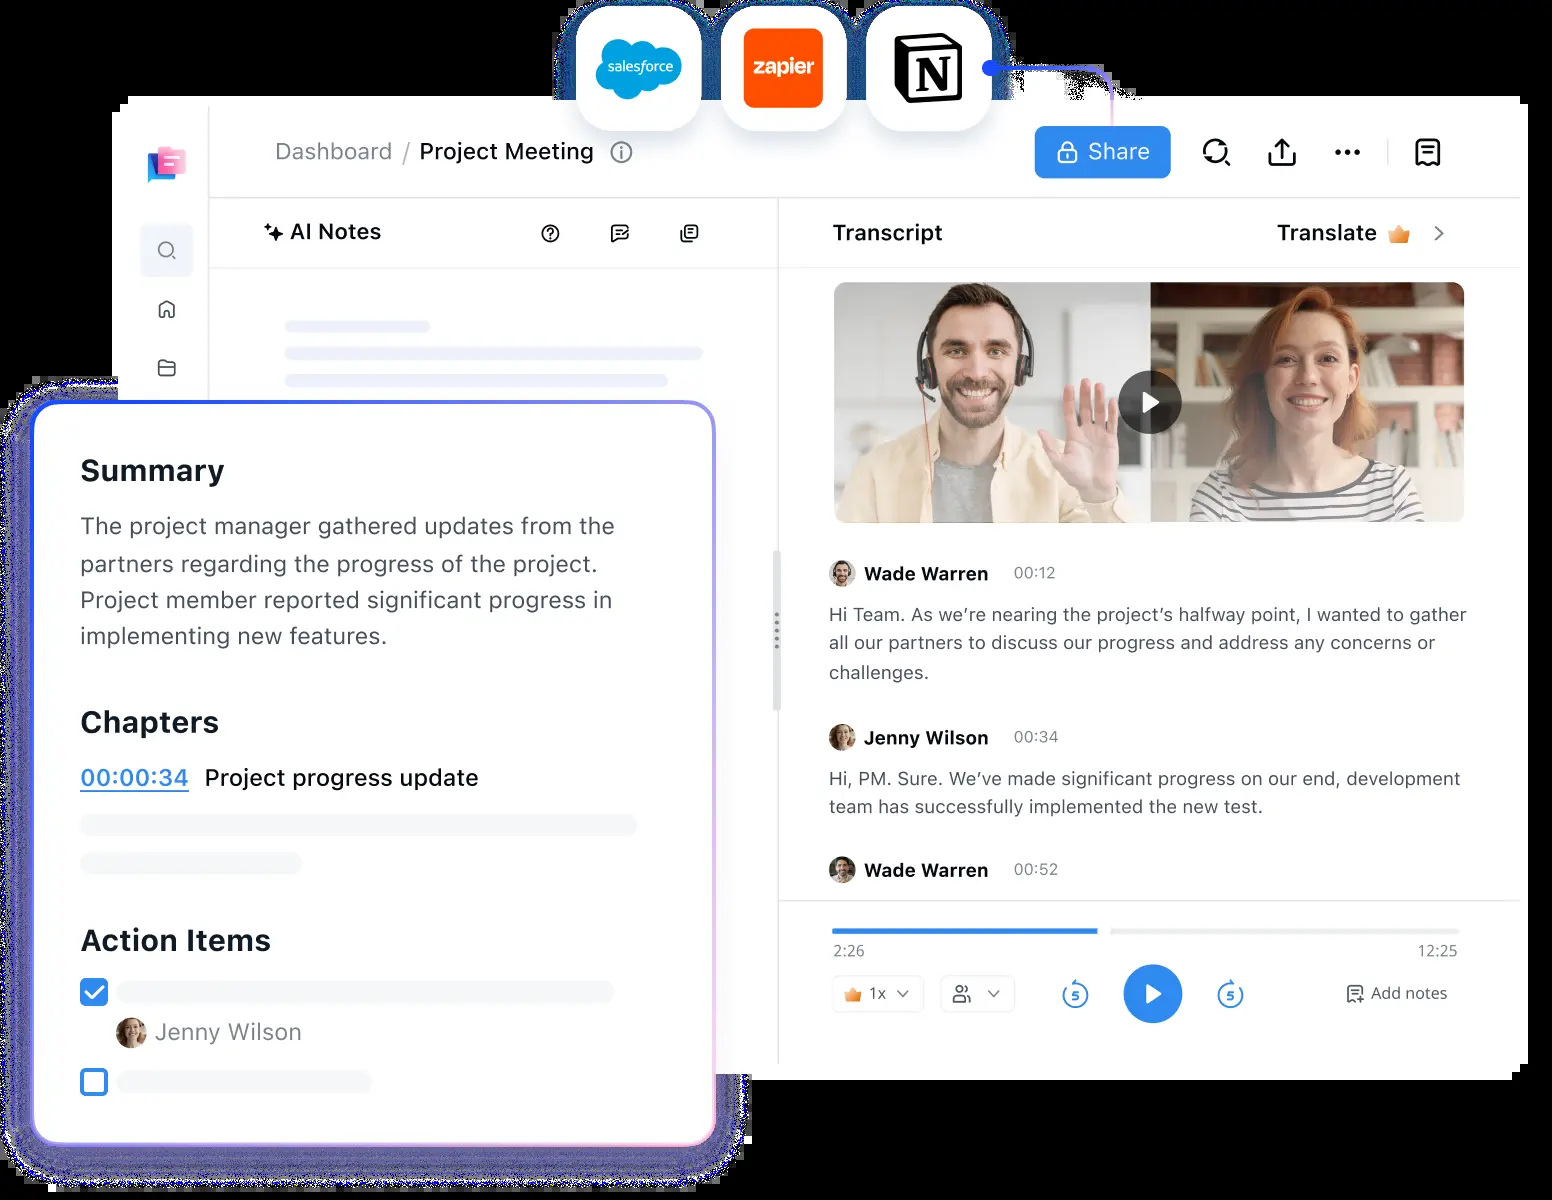 salesforce
zapier
N
Dashboard / Project Meeting
Share
AI Notes
Transcript
Translate
Summary
The project manager gathered updates from the
partners regarding the progress of the project.
Project member reported significant progress in
implementing new features.
Chapters
00:00:34 Project progress update
Action Items
Jenny Wilson
Wade Warren 00:12
Hi Team. As we’re nearing the project’s halfway point, I wanted to gather
all our partners to discuss our progress and address any concerns or
challenges.
Jenny Wilson 00:34
Hi, PM. Sure. We’ve made significant progress on our end, development
team has successfully implemented the new test.
Wade Warren 00:52
2:26
12:25
1x
5
5
Add notes